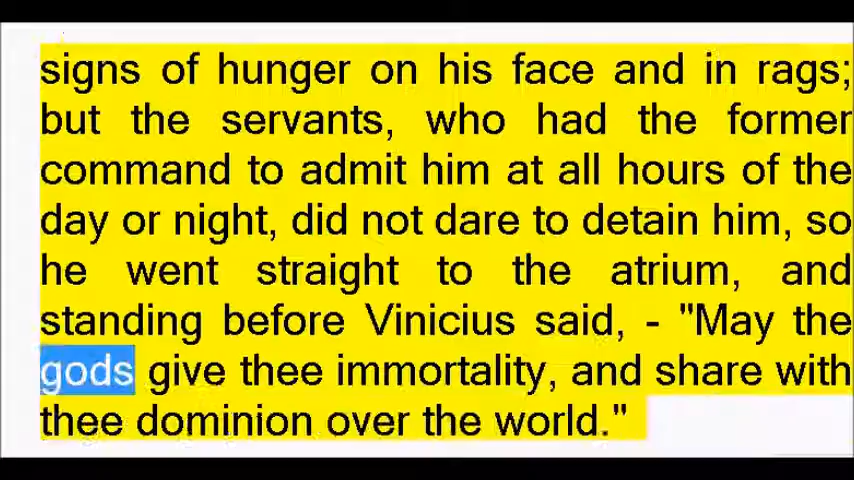 signs of hunger on his face and in rags;
but the servants, who had the former
command to admit him at all hours of the
day or night, did not dare to detain him, so
he went straight to the atrium, and
standing before Vinicius said, - "May the
gods give thee immortality, and share with
thee dominion over the world."